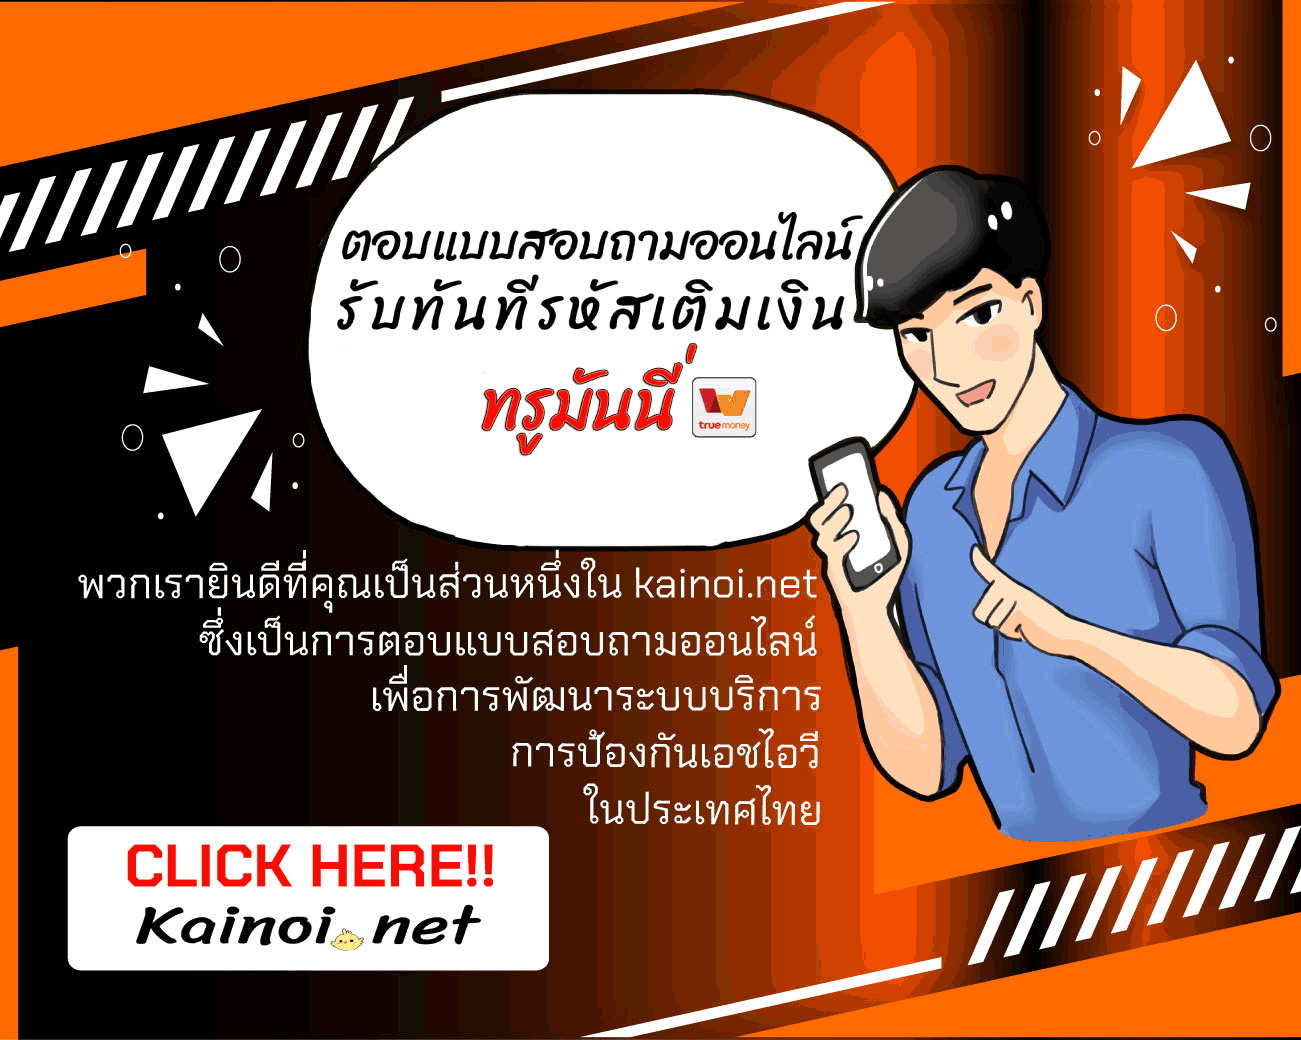 ตอบแบบสอบถามออนไลน์
รับทันทีรหัสเติมเงิน
ทรูมันนี่
truemoney
พวกเรายินดีที่คุณเป็นส่วนหนึ่งใน kainoi.net
ซึ่งเป็นการตอบแบบสอบถามออนไลน์
เพื่อการพัฒนาระบบบริการ
การป้องกันเอชไอวี
ในประเทศไทย
CLICK HERE!!
Kainoi.net